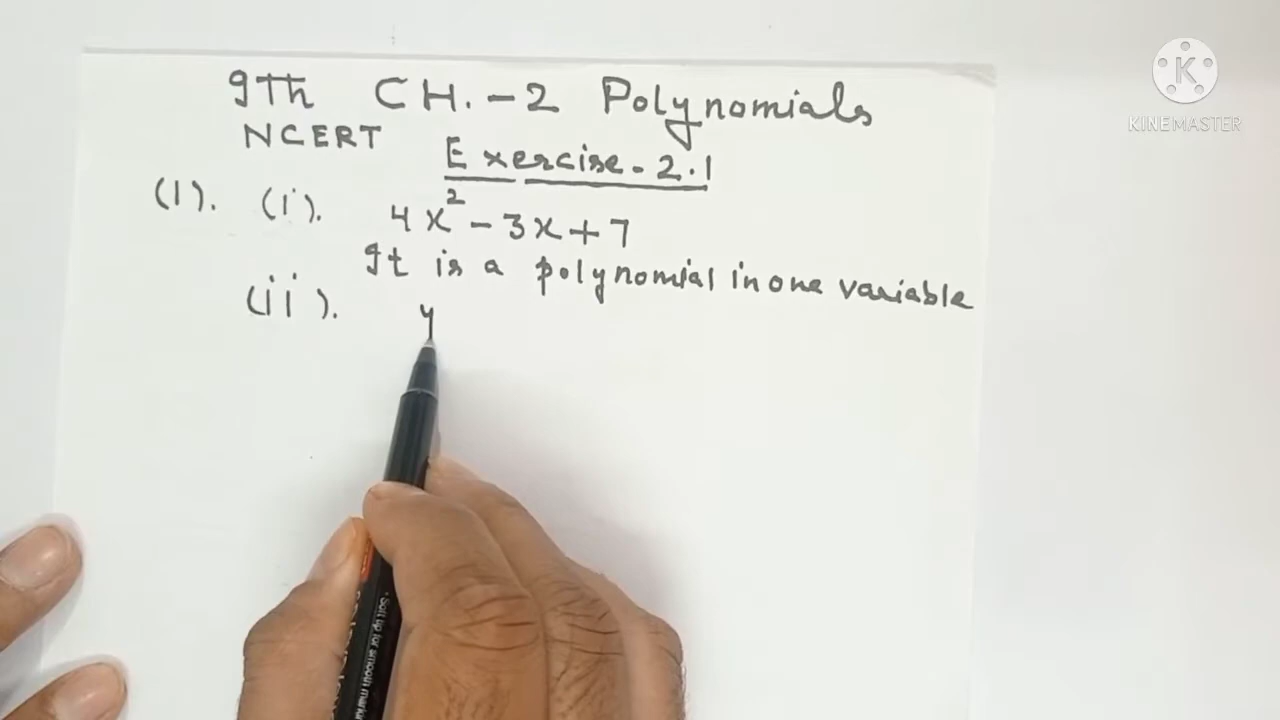 9Th CH.-2 Polynomials
NCERT
Exercise-2.1
(1). (i). 4x² - 3x + 7
It is a polynomial in one variable
(ii). y
KINEMASTER